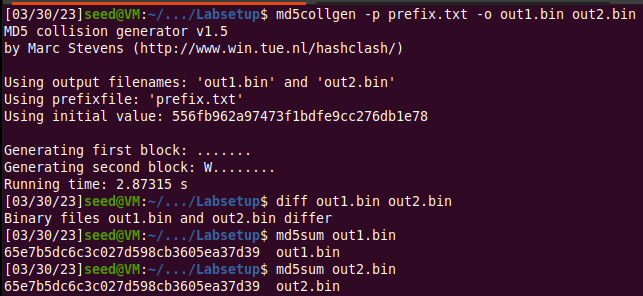 [03/30/23]seed@VM:~/.../Labsetup$ md5collgen -p prefix.txt -o out1.bin out2.bin
MD5 collision generator v1.5
by Marc Stevens (http://www.win.tue.nl/hashclash/)

Using output filenames: 'out1.bin' and 'out2.bin'
Using prefixfile: 'prefix.txt'
Using initial value: 556fb962a97473f1bdfe9cc276db1e78

Generating first block: .......
Generating second block: W........
Running time: 2.87315 s
[03/30/23]seed@VM:~/.../Labsetup$ diff out1.bin out2.bin
Binary files out1.bin and out2.bin differ
[03/30/23]seed@VM:~/.../Labsetup$ md5sum out1.bin
65e7b5dc6c3c027d598cb3605ea37d39  out1.bin
[03/30/23]seed@VM:~/.../Labsetup$ md5sum out2.bin
65e7b5dc6c3c027d598cb3605ea37d39  out2.bin